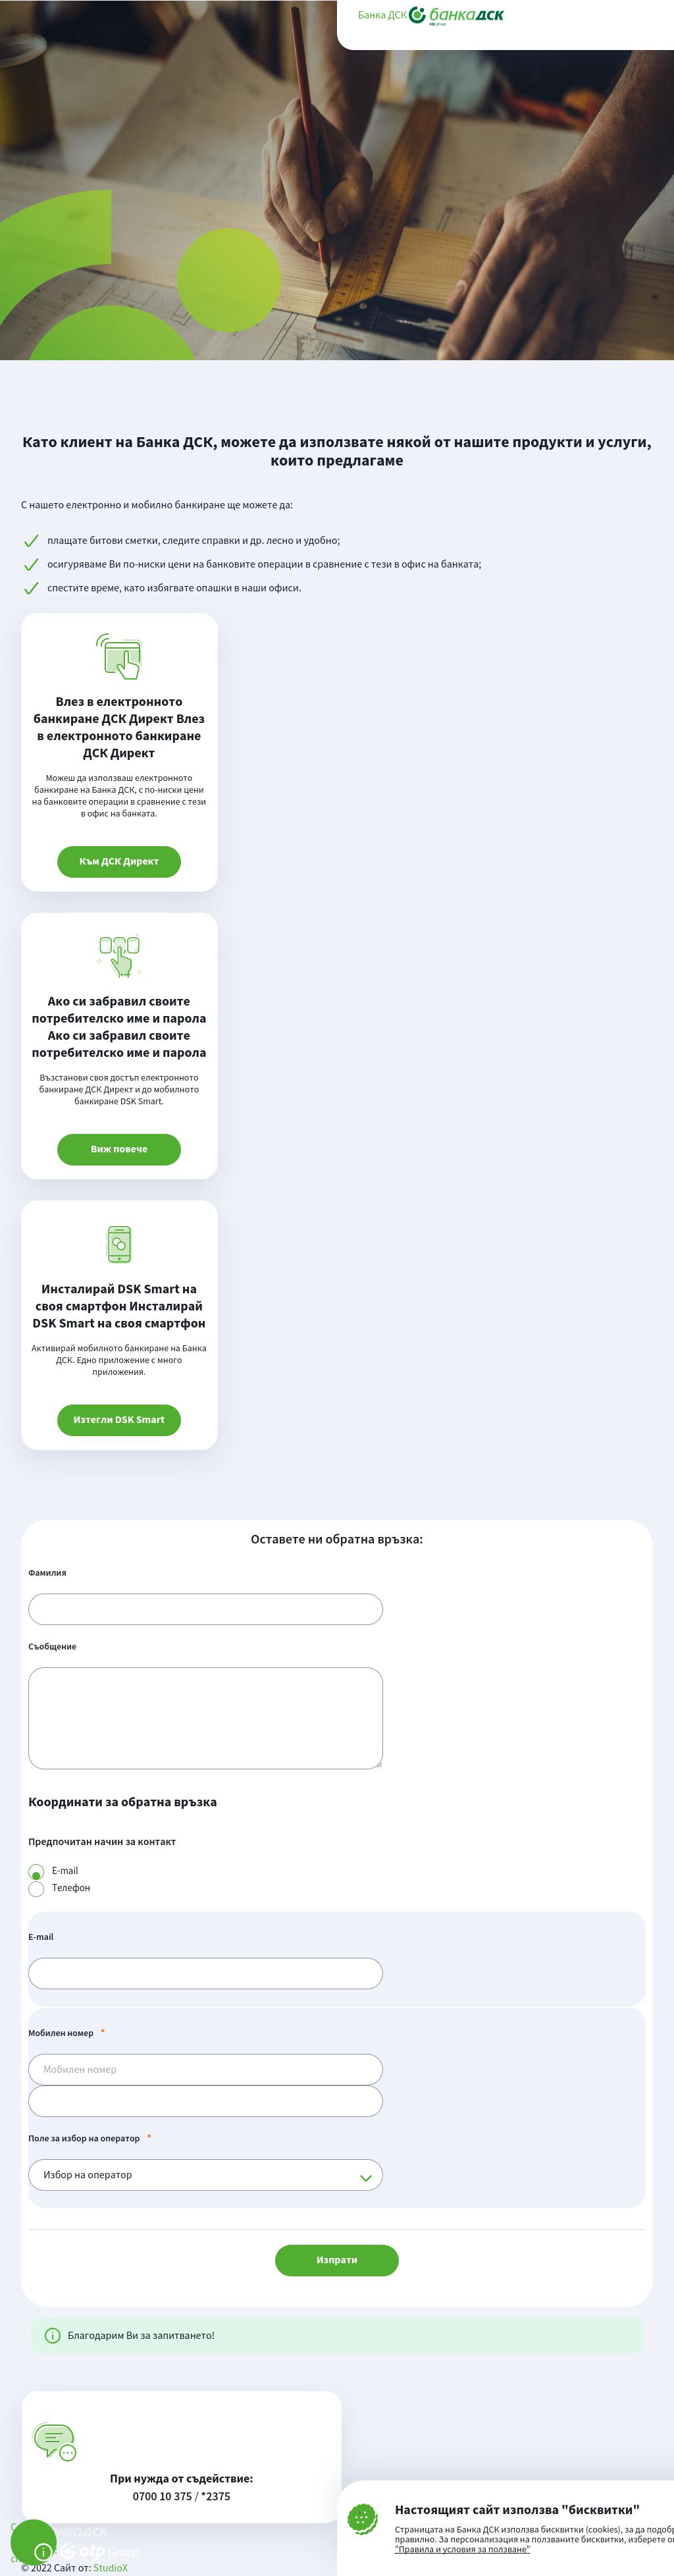 Банка ДСК банкаДСК
otp group
Като клиент на Банка ДСК, можете да използвате някой от нашите продукти и услуги,
които предлагаме
С нашето електронно и мобилно банкиране ще можете да:
плащате битови сметки, следите справки и др. лесно и удобно;
осигуряваме Ви по-ниски цени на банковите операции в сравнение с тези в офис на банката;
спестите време, като избягвате опашки в наши офиси.
Влез в електронното
банкиране ДСК Директ Влез
в електронното банкиране
ДСК Директ
Можеш да използваш електронното
банкиране на Банка ДСК, с по-ниски цени
на банковите операции в сравнение с тези
в офис на банката.
Към ДСК Директ
Ако си забравил своите
потребителско име и парола
Ако си забравил своите
потребителско име и парола
Възстанови своя достъп електронното
банкиране ДСК Директ и до мобилното
банкиране DSK Smart.
Виж повече
Инсталирай DSK Smart на
своя смартфон Инсталирай
DSK Smart на своя смартфон
Активирай мобилното банкиране на Банка
ДСК. Едно приложение с много
приложения.
Изтегли DSK Smart
Оставете ни обратна връзка:
Фамилия
Съобщение
Координати за обратна връзка
Предпочитан начин за контакт
E-mail
Телефон
E-mail
Мобилен номер *
Мобилен номер
Поле за избор на оператор *
Избор на оператор
Изпрати
Благодарим Ви за запитването!
При нужда от съдействие:
0700 10 375 / *2375
Настоящият сайт използва "бисквитки"
Страницата на Банка ДСК използва бисквитки (cookies), за да подобр
правилно. За персонализация на ползваните бисквитки, изберете оп
"Правила и условия за ползване"
otp Group
© 2022 Сайт от: StudioX